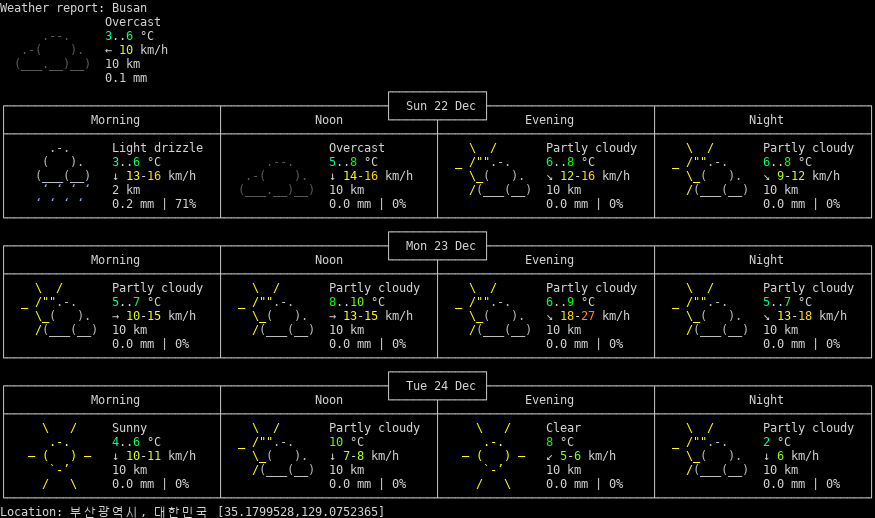 Weather report: Busan
Overcast
3..6 °C
← 10 km/h
10 km
0.1 mm
Sun 22 Dec
Morning Noon Evening Night
Light drizzle Overcast Partly cloudy Partly cloudy
3..6 °C 5..8 °C 6..8 °C 6..8 °C
↓ 13-16 km/h ↓ 14-16 km/h ↘ 12-16 km/h ↘ 9-12 km/h
2 km 10 km 10 km 10 km
0.2 mm | 71% 0.0 mm | 0% 0.0 mm | 0% 0.0 mm | 0%
Mon 23 Dec
Morning Noon Evening Night
Partly cloudy Partly cloudy Partly cloudy Partly cloudy
5..7 °C 8..10 °C 6..9 °C 5..7 °C
→ 10-15 km/h → 13-15 km/h ↘ 18-27 km/h ↘ 13-18 km/h
10 km 10 km 10 km 10 km
0.0 mm | 0% 0.0 mm | 0% 0.0 mm | 0% 0.0 mm | 0%
Tue 24 Dec
Morning Noon Evening Night
Sunny Partly cloudy Clear Partly cloudy
4..6 °C 10 °C 8 °C 2 °C
↓ 10-11 km/h ↓ 7-8 km/h ↙ 5-6 km/h ↓ 6 km/h
10 km 10 km 10 km 10 km
0.0 mm | 0% 0.0 mm | 0% 0.0 mm | 0% 0.0 mm | 0%
Location: 부산광역시, 대한민국 [35.1799528,129.0752365]